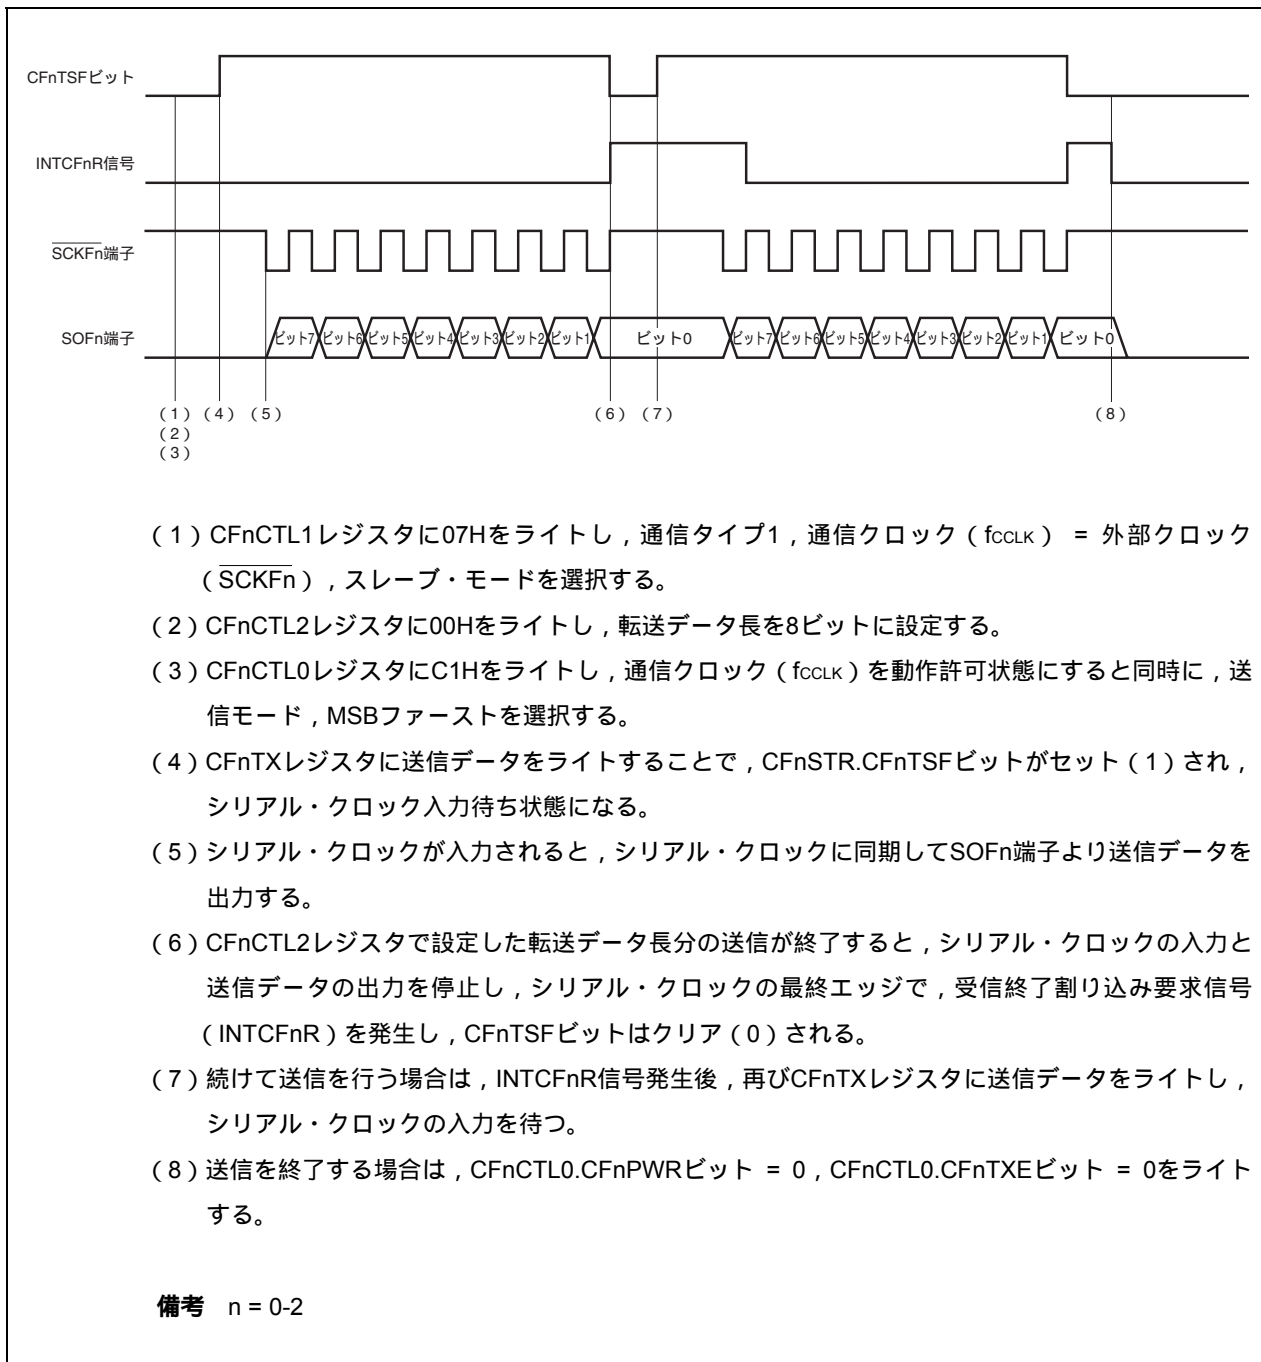 CFnTSFビット
INTCFnR信号
SCKFn端子
SOFn端子
ビット7 ビット6 ビット5 ビット4 ビット3 ビット2 ビット1 ビット0 ビット7 ビット6 ビット5 ビット4 ビット3 ビット2 ビット1 ビット0
(1) (4) (5) (6) (7) (8)
(2)
(3)
(1)CFnCTL1レジスタに07Hをライトし,通信タイプ1,通信クロック(fCCLK) = 外部クロック
(SCKFn),スレーブ・モードを選択する。
(2)CFnCTL2レジスタに00Hをライトし,転送データ長を8ビットに設定する。
(3)CFnCTL0レジスタにC1Hをライトし,通信クロック(fCCLK)を動作許可状態にすると同時に,送
信モード,MSBファーストを選択する。
(4)CFnTXレジスタに送信データをライトすることで,CFnSTR.CFnTSFビットがセット(1)され,
シリアル・クロック入力待ち状態になる。
(5)シリアル・クロックが入力されると,シリアル・クロックに同期してSOFn端子より送信データを
出力する。
(6)CFnCTL2レジスタで設定した転送データ長分の送信が終了すると,シリアル・クロックの入力と
送信データの出力を停止し,シリアル・クロックの最終エッジで,受信終了割り込み要求信号
(INTCFnR)を発生し,CFnTSFビットはクリア(0)される。
(7)続けて送信を行う場合は,INTCFnR信号発生後,再びCFnTXレジスタに送信データをライトし,
シリアル・クロックの入力を待つ。
(8)送信を終了する場合は,CFnCTL0.CFnPWRビット = 0,CFnCTL0.CFnTXEビット = 0をライト
する。
備考 n = 0-2